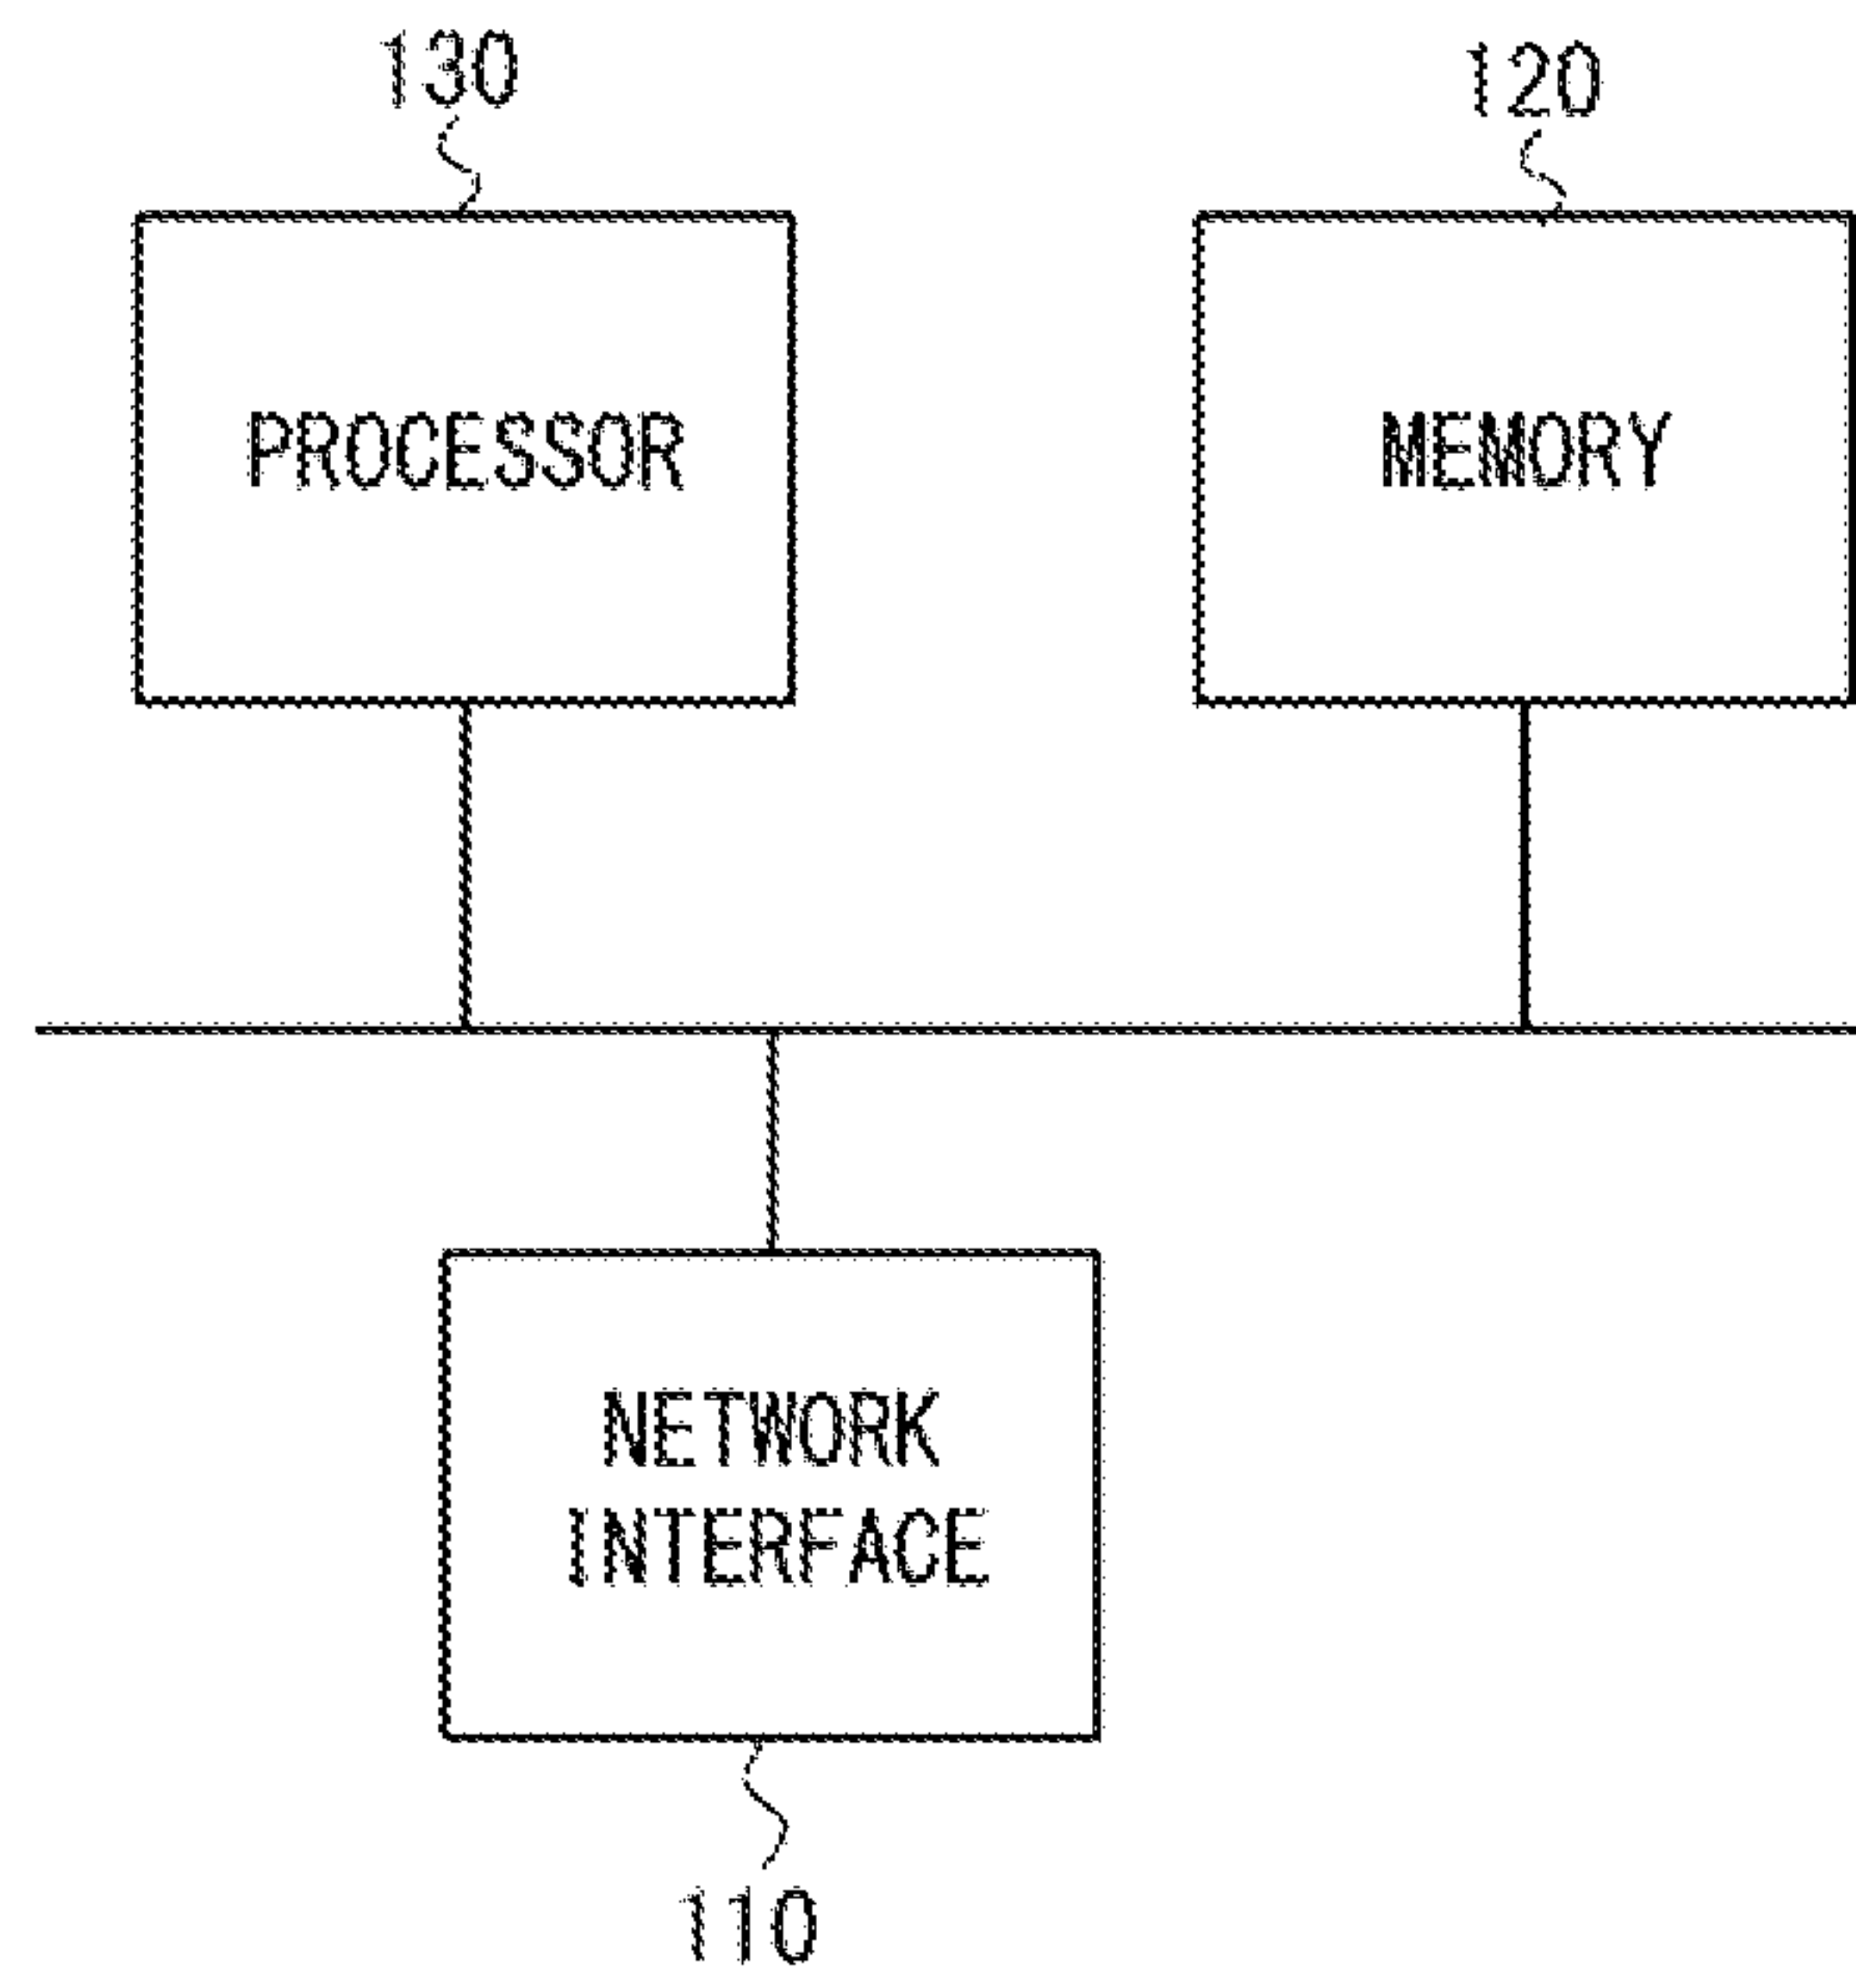 130
120
PROCESSOR
MEMORY
NETWORK
INTERFACE
110